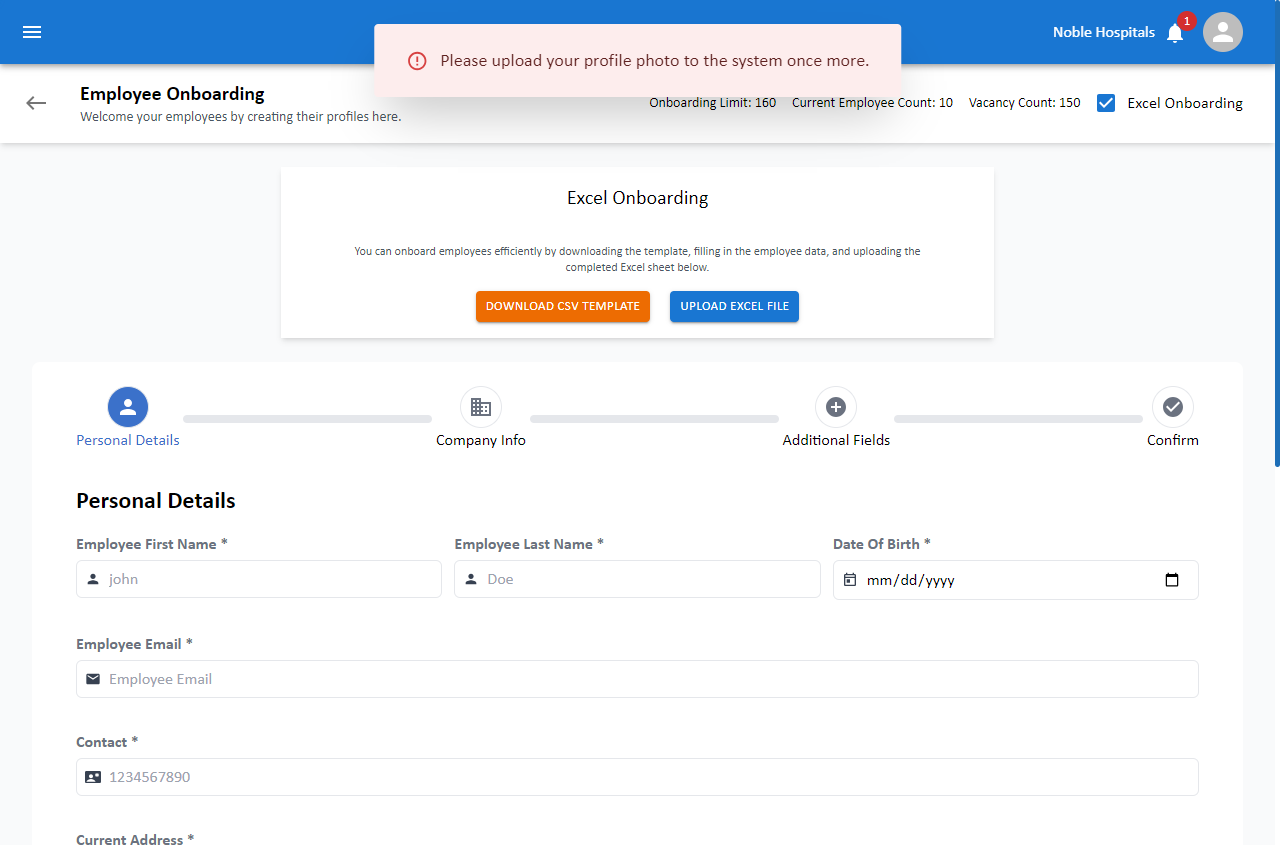 Noble Hospitals
1
Please upload your profile photo to the system once more.
Employee Onboarding
Welcome your employees by creating their profiles here.
Onboarding Limit: 160 Current Employee Count: 10 Vacancy Count: 150 Excel Onboarding
Excel Onboarding
You can onboard employees efficiently by downloading the template, filling in the employee data, and uploading the
completed Excel sheet below.
DOWNLOAD CSV TEMPLATE UPLOAD EXCEL FILE
Personal Details Company Info Additional Fields Confirm
Personal Details
Employee First Name * Employee Last Name * Date Of Birth *
john Doe mm/dd/yyyy
Employee Email *
Employee Email
Contact *
1234567890
Current Address *